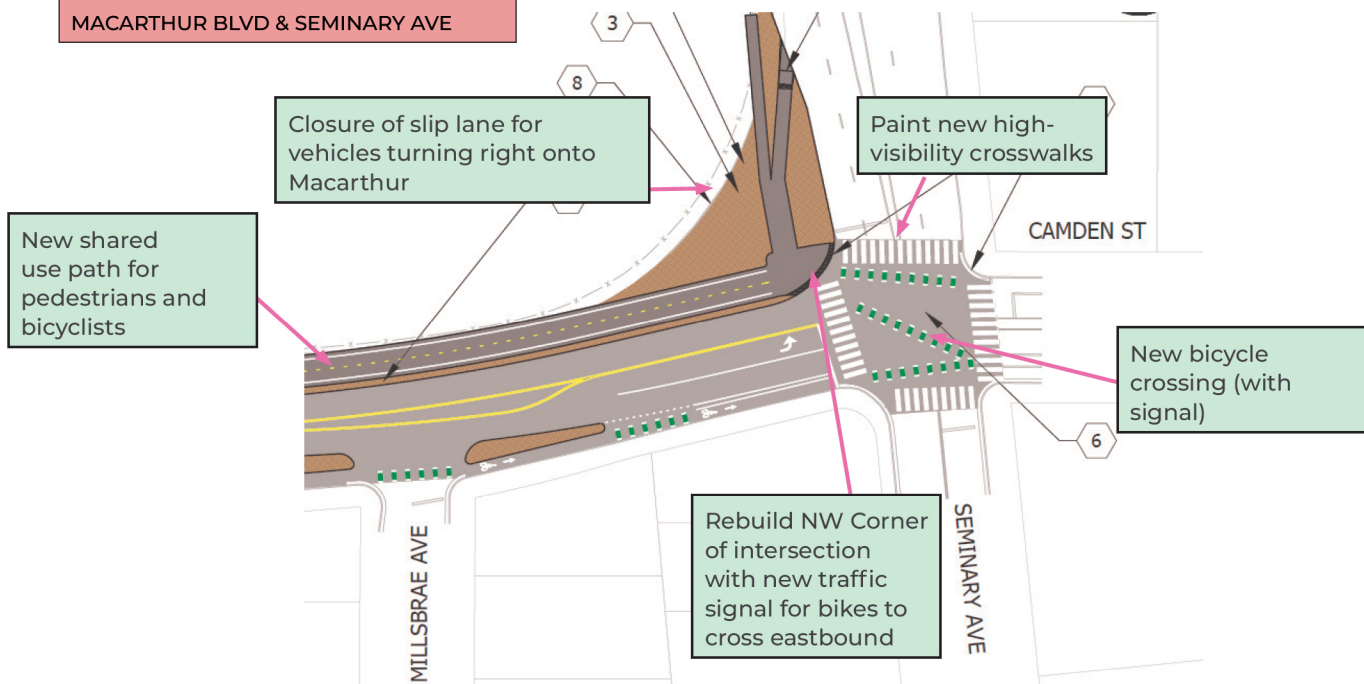 MACARTHUR BLVD & SEMINARY AVE
3
8
Closure of slip lane for
vehicles turning right onto
Macarthur
Paint new high-
visibility crosswalks
New shared
use path for
pedestrians and
bicyclists
CAMDEN ST
New bicycle
crossing (with
signal)
6
Rebuild NW Corner
of intersection
with new traffic
signal for bikes to
cross eastbound
MILLSBRAE AVE
SEMINARY AVE